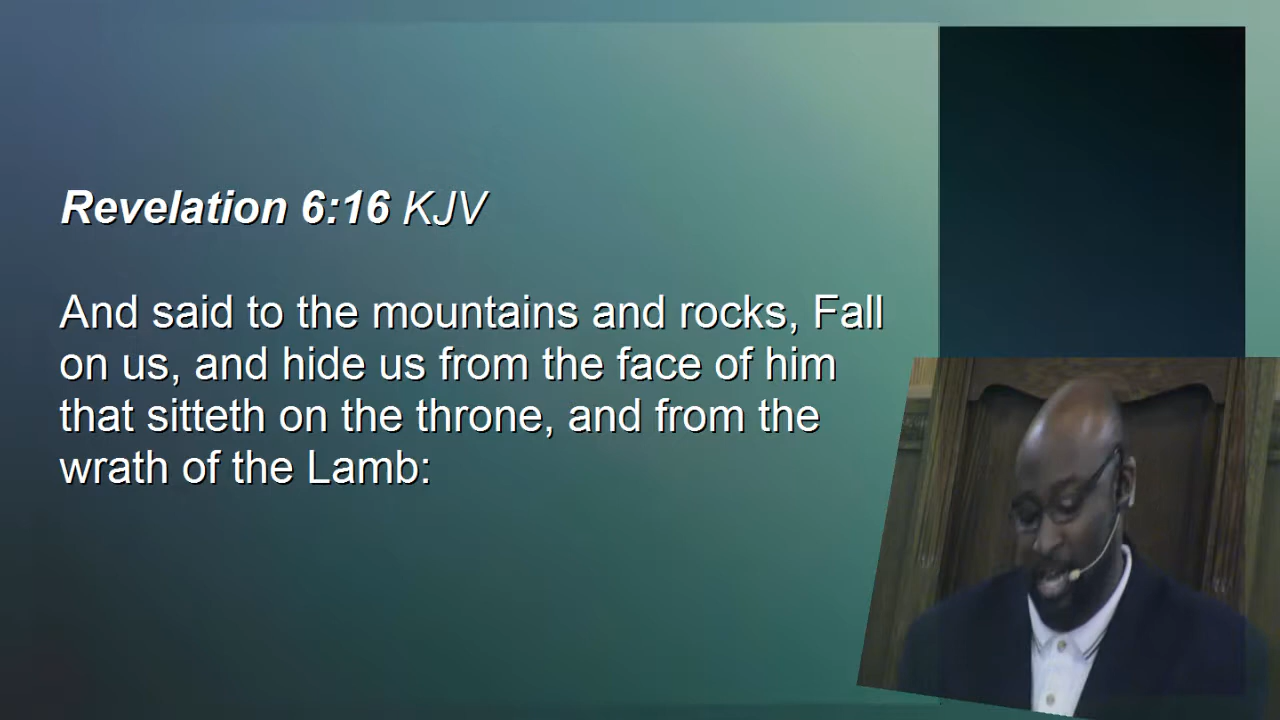 Revelation 6:16 KJV
And said to the mountains and rocks, Fall
on us, and hide us from the face of him
that sitteth on the throne, and from the
wrath of the Lamb: